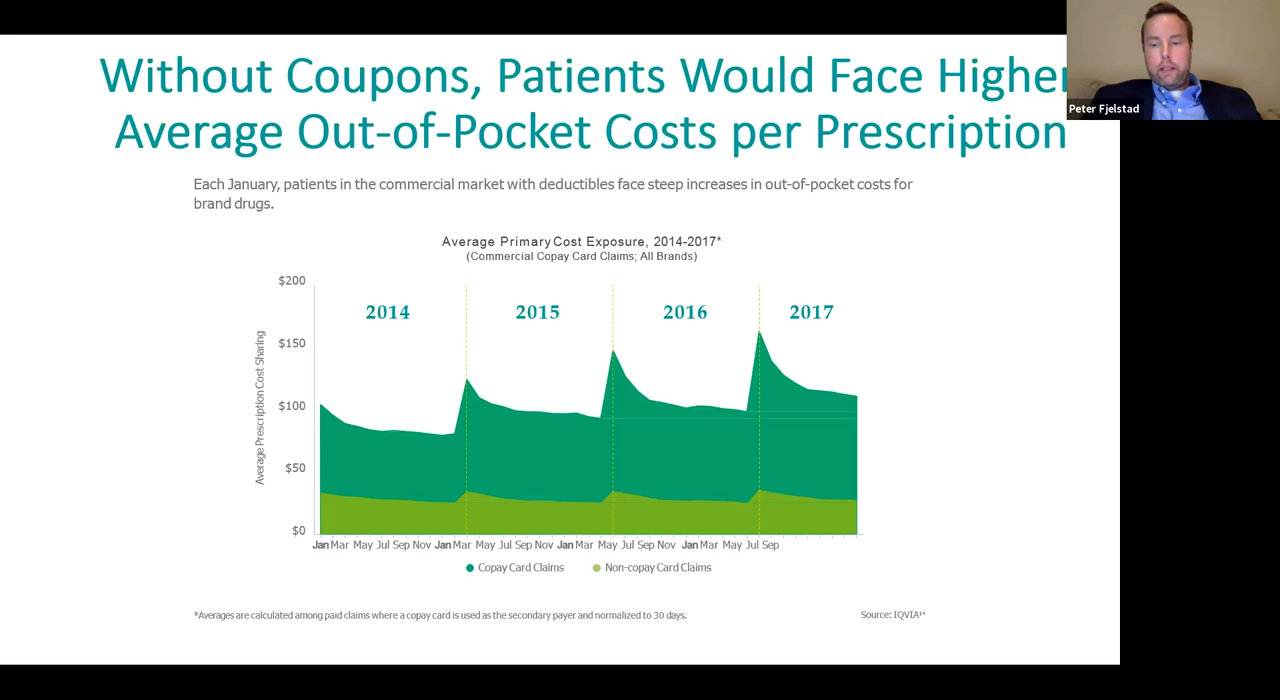 Without Coupons, Patients Would Face Higher
Average Out-of-Pocket Costs per Prescription
Peter Fjelstad
Each January, patients in the commercial market with deductibles face steep increases in out-of-pocket costs for
brand drugs.
Average Primary Cost Exposure, 2014-2017*
(Commercial Copay Card Claims; All Brands)
Average Prescription Cost Sharing
$200
$150
$100
$50
$0
2014
2015
2016
2017
Jan Mar May Jul Sep Nov Jan Mar May Jul Sep Nov Jan Mar May Jul Sep Nov Jan Mar May Jul Sep
Copay Card Claims
Non-copay Card Claims
*Averages are calculated among paid claims where a copay card is used as the secondary payer and normalized to 30 days.
Source: IQVIA¹⁴